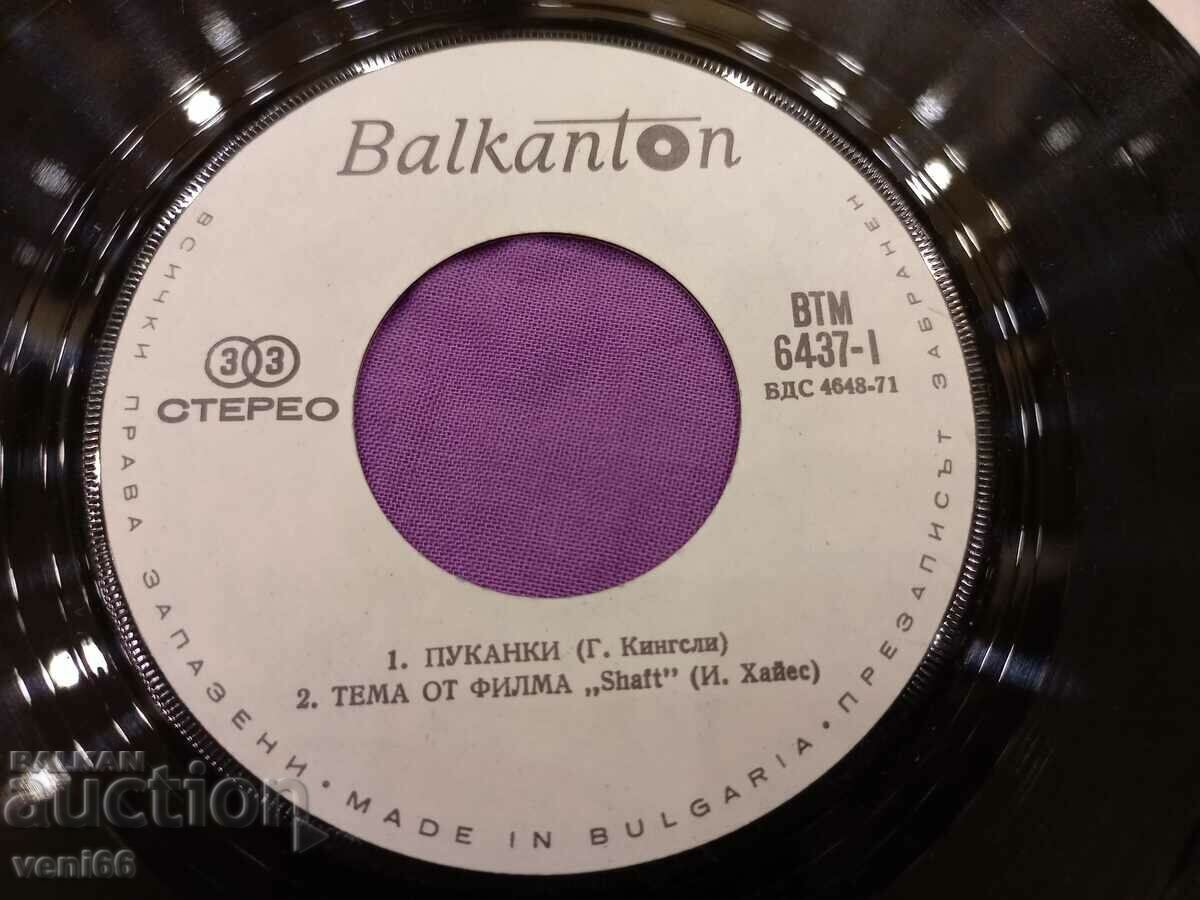 Balkanton
ВТМ
6437-1
БДС 4648-71
33
СТЕРЕО
1. ПУКАНКИ (Г. Кингсли)
2. ТЕМА ОТ ФИЛМА „Shaft” (И. Хайес)
ВСИЧКИ ПРАВА ЗАПАЗЕНИ • MADE IN BULGARIA • ПРЕЗАПИСЪТ ЗАБРАНЕН
BALKAN
auction
veni66